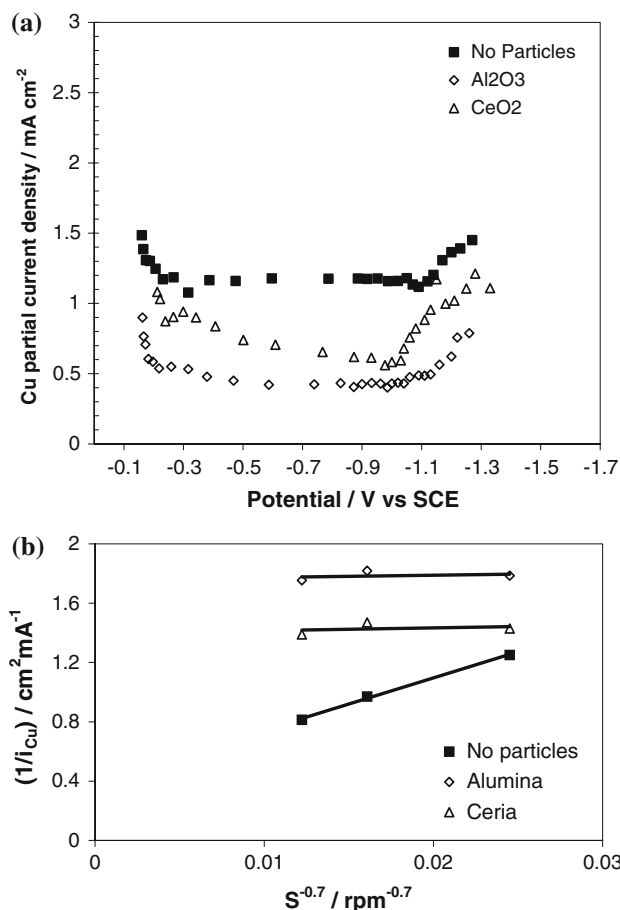 (a)
3
2.5
2
1.5
1
0.5
0
Cu partial current density / mA cm-2
No Particles
Al2O3
CeO2
-0.1 -0.3 -0.5 -0.7 -0.9 -1.1 -1.3 -1.5 -1.7
Potential / V vs SCE
(b)
2
1.6
1.2
0.8
0.4
0
(1/iCu) / cm2mA-1
No particles
Alumina
Ceria
0 0.01 0.02 0.03
S-0.7 / rpm-0.7